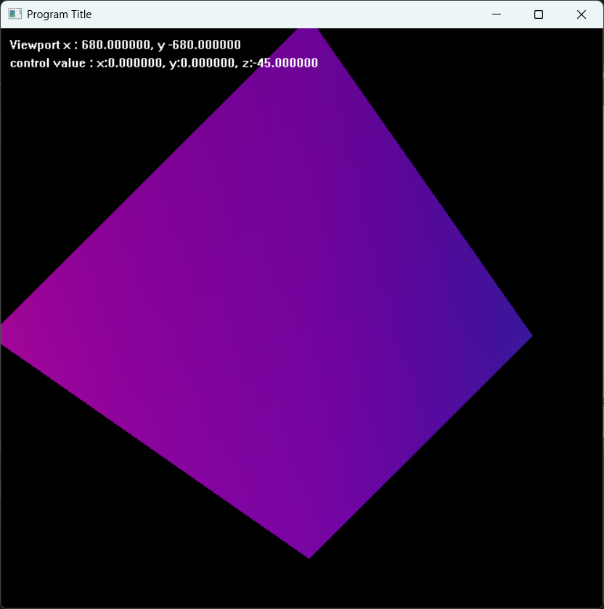 Program Title
Viewport x : 680.000000, y -680.000000
control value : x:0.000000, y:0.000000, z:-45.000000